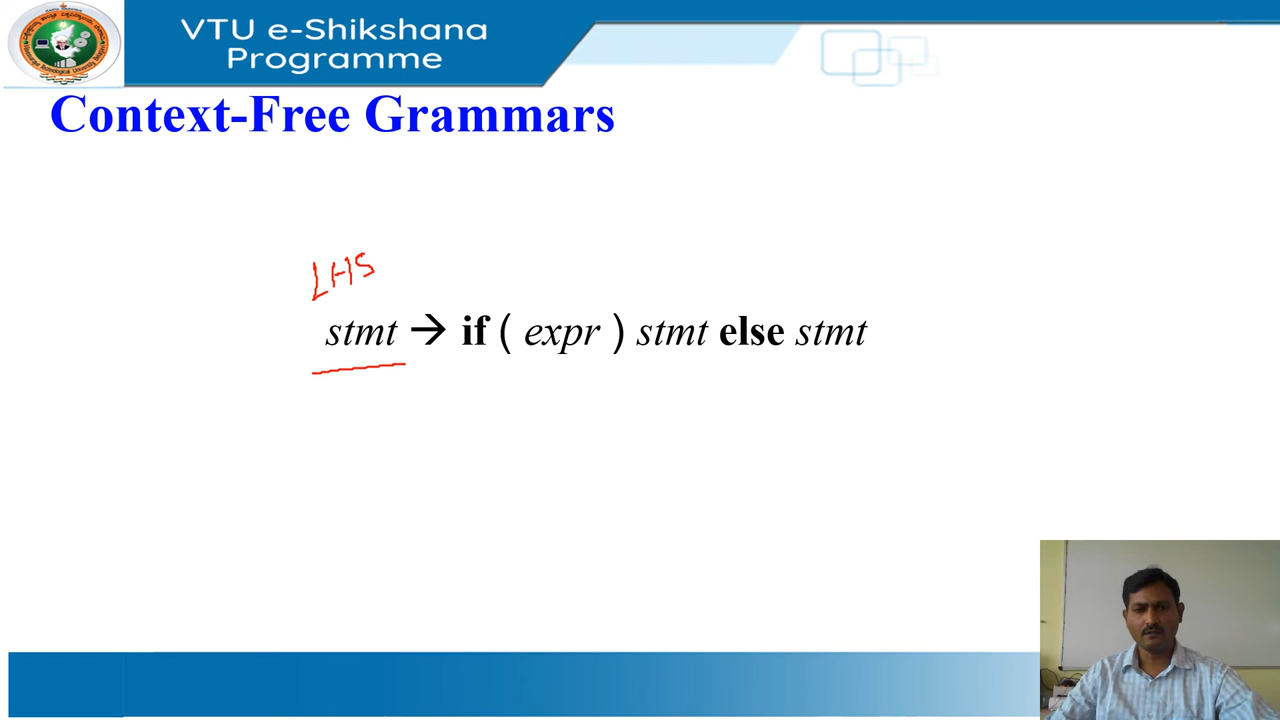 VTU e-Shikshana
Programme
Context-Free Grammars
LHS
stmt → if ( expr ) stmt else stmt